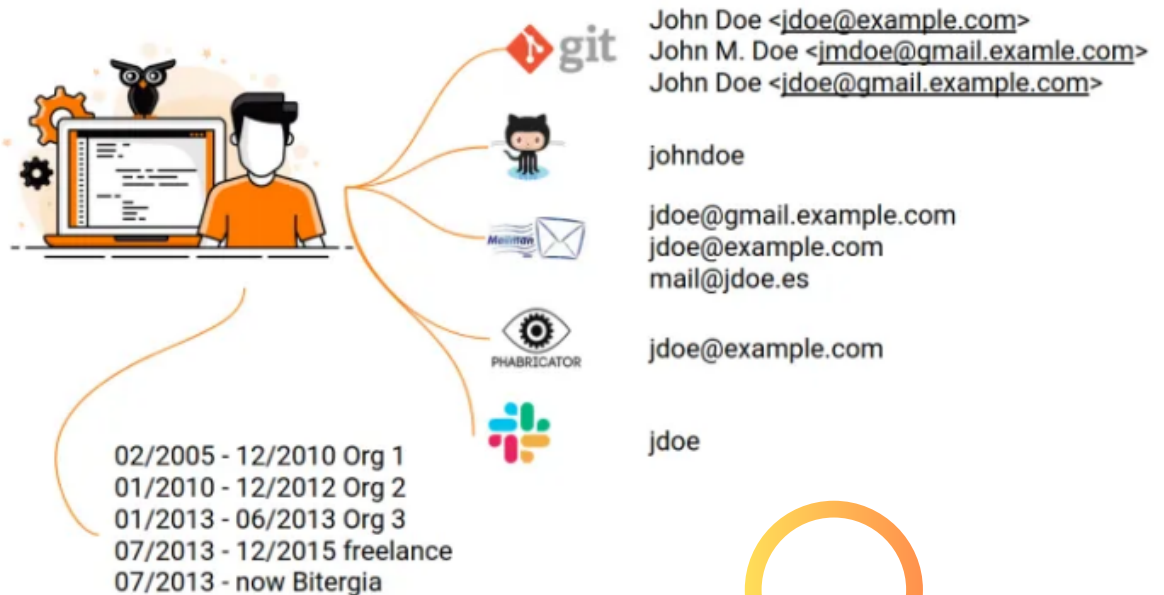 git
John Doe <jdoe@example.com>
John M. Doe <jmdoe@gmail.examle.com>
John Doe <jdoe@gmail.example.com>
johndoe
Mailman
jdoe@gmail.example.com
jdoe@example.com
mail@jdoe.es
PHABRICATOR
jdoe@example.com
jdoe
02/2005 - 12/2010 Org 1
01/2010 - 12/2012 Org 2
01/2013 - 06/2013 Org 3
07/2013 - 12/2015 freelance
07/2013 - now Bitergia